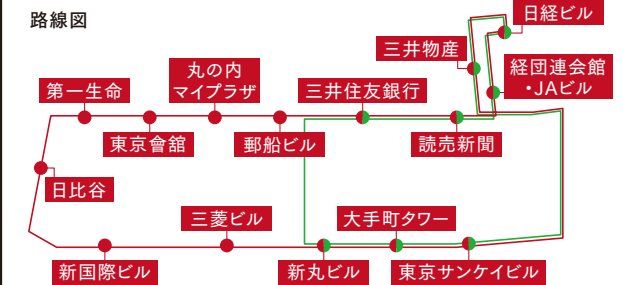 路線図
日経ビル
三井物産
経団連会館
・JAビル
丸の内
マイプラザ
第一生命
三井住友銀行
東京會舘
郵船ビル
読売新聞
日比谷
三菱ビル
大手町タワー
新国際ビル
新丸ビル
東京サンケイビル